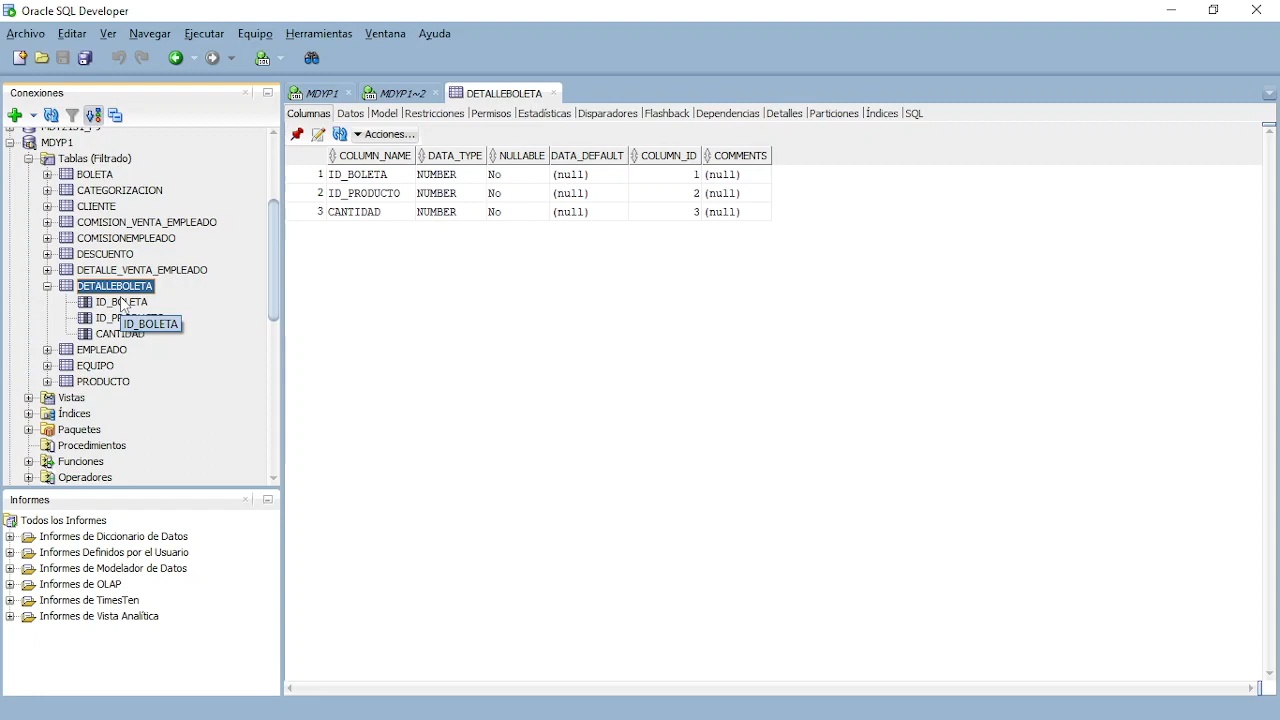 Oracle SQL Developer
Archivo Editar Ver Navegar Ejecutar Equipo Herramientas Ventana Ayuda
Conexiones
MDYP1
Tablas (Filtrado)
BOLETA
CATEGORIZACION
CLIENTE
COMISION_VENTA_EMPLEADO
COMISIONEMPLEADO
DESCUENTO
DETALLE_VENTA_EMPLEADO
DETALLEBOLETA
ID_BOLETA
ID_BOLETA
CANTIDAD
EMPLEADO
EQUIPO
PRODUCTO
Vistas
Índices
Paquetes
Procedimientos
Funciones
Operadores
Informes
Todos los Informes
Informes de Diccionario de Datos
Informes Definidos por el Usuario
Informes de Modelador de Datos
Informes de OLAP
Informes de TimesTen
Informes de Vista Analítica
MDYP1 MDYP1~2 DETALLEBOLETA
Columnas Datos Model Restricciones Permisos Estadísticas Disparadores Flashback Dependencias Detalles Particiones Índices SQL
Acciones...
COLUMN_NAME DATA_TYPE NULLABLE DATA_DEFAULT COLUMN_ID COMMENTS
1 ID_BOLETA NUMBER No (null) 1 (null)
2 ID_PRODUCTO NUMBER No (null) 2 (null)
3 CANTIDAD NUMBER No (null) 3 (null)